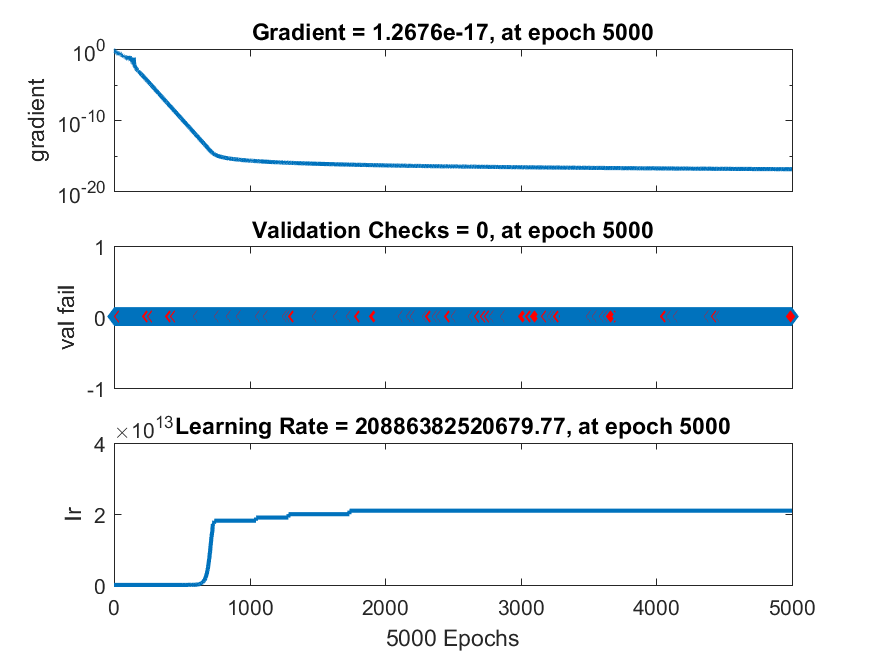 Gradient = 1.2676e-17, at epoch 5000
10^0
10^-10
10^-20
gradient
Validation Checks = 0, at epoch 5000
1
0
-1
val fail
×10^13 Learning Rate = 20886382520679.77, at epoch 5000
4
2
0
lr
0 1000 2000 3000 4000 5000
5000 Epochs